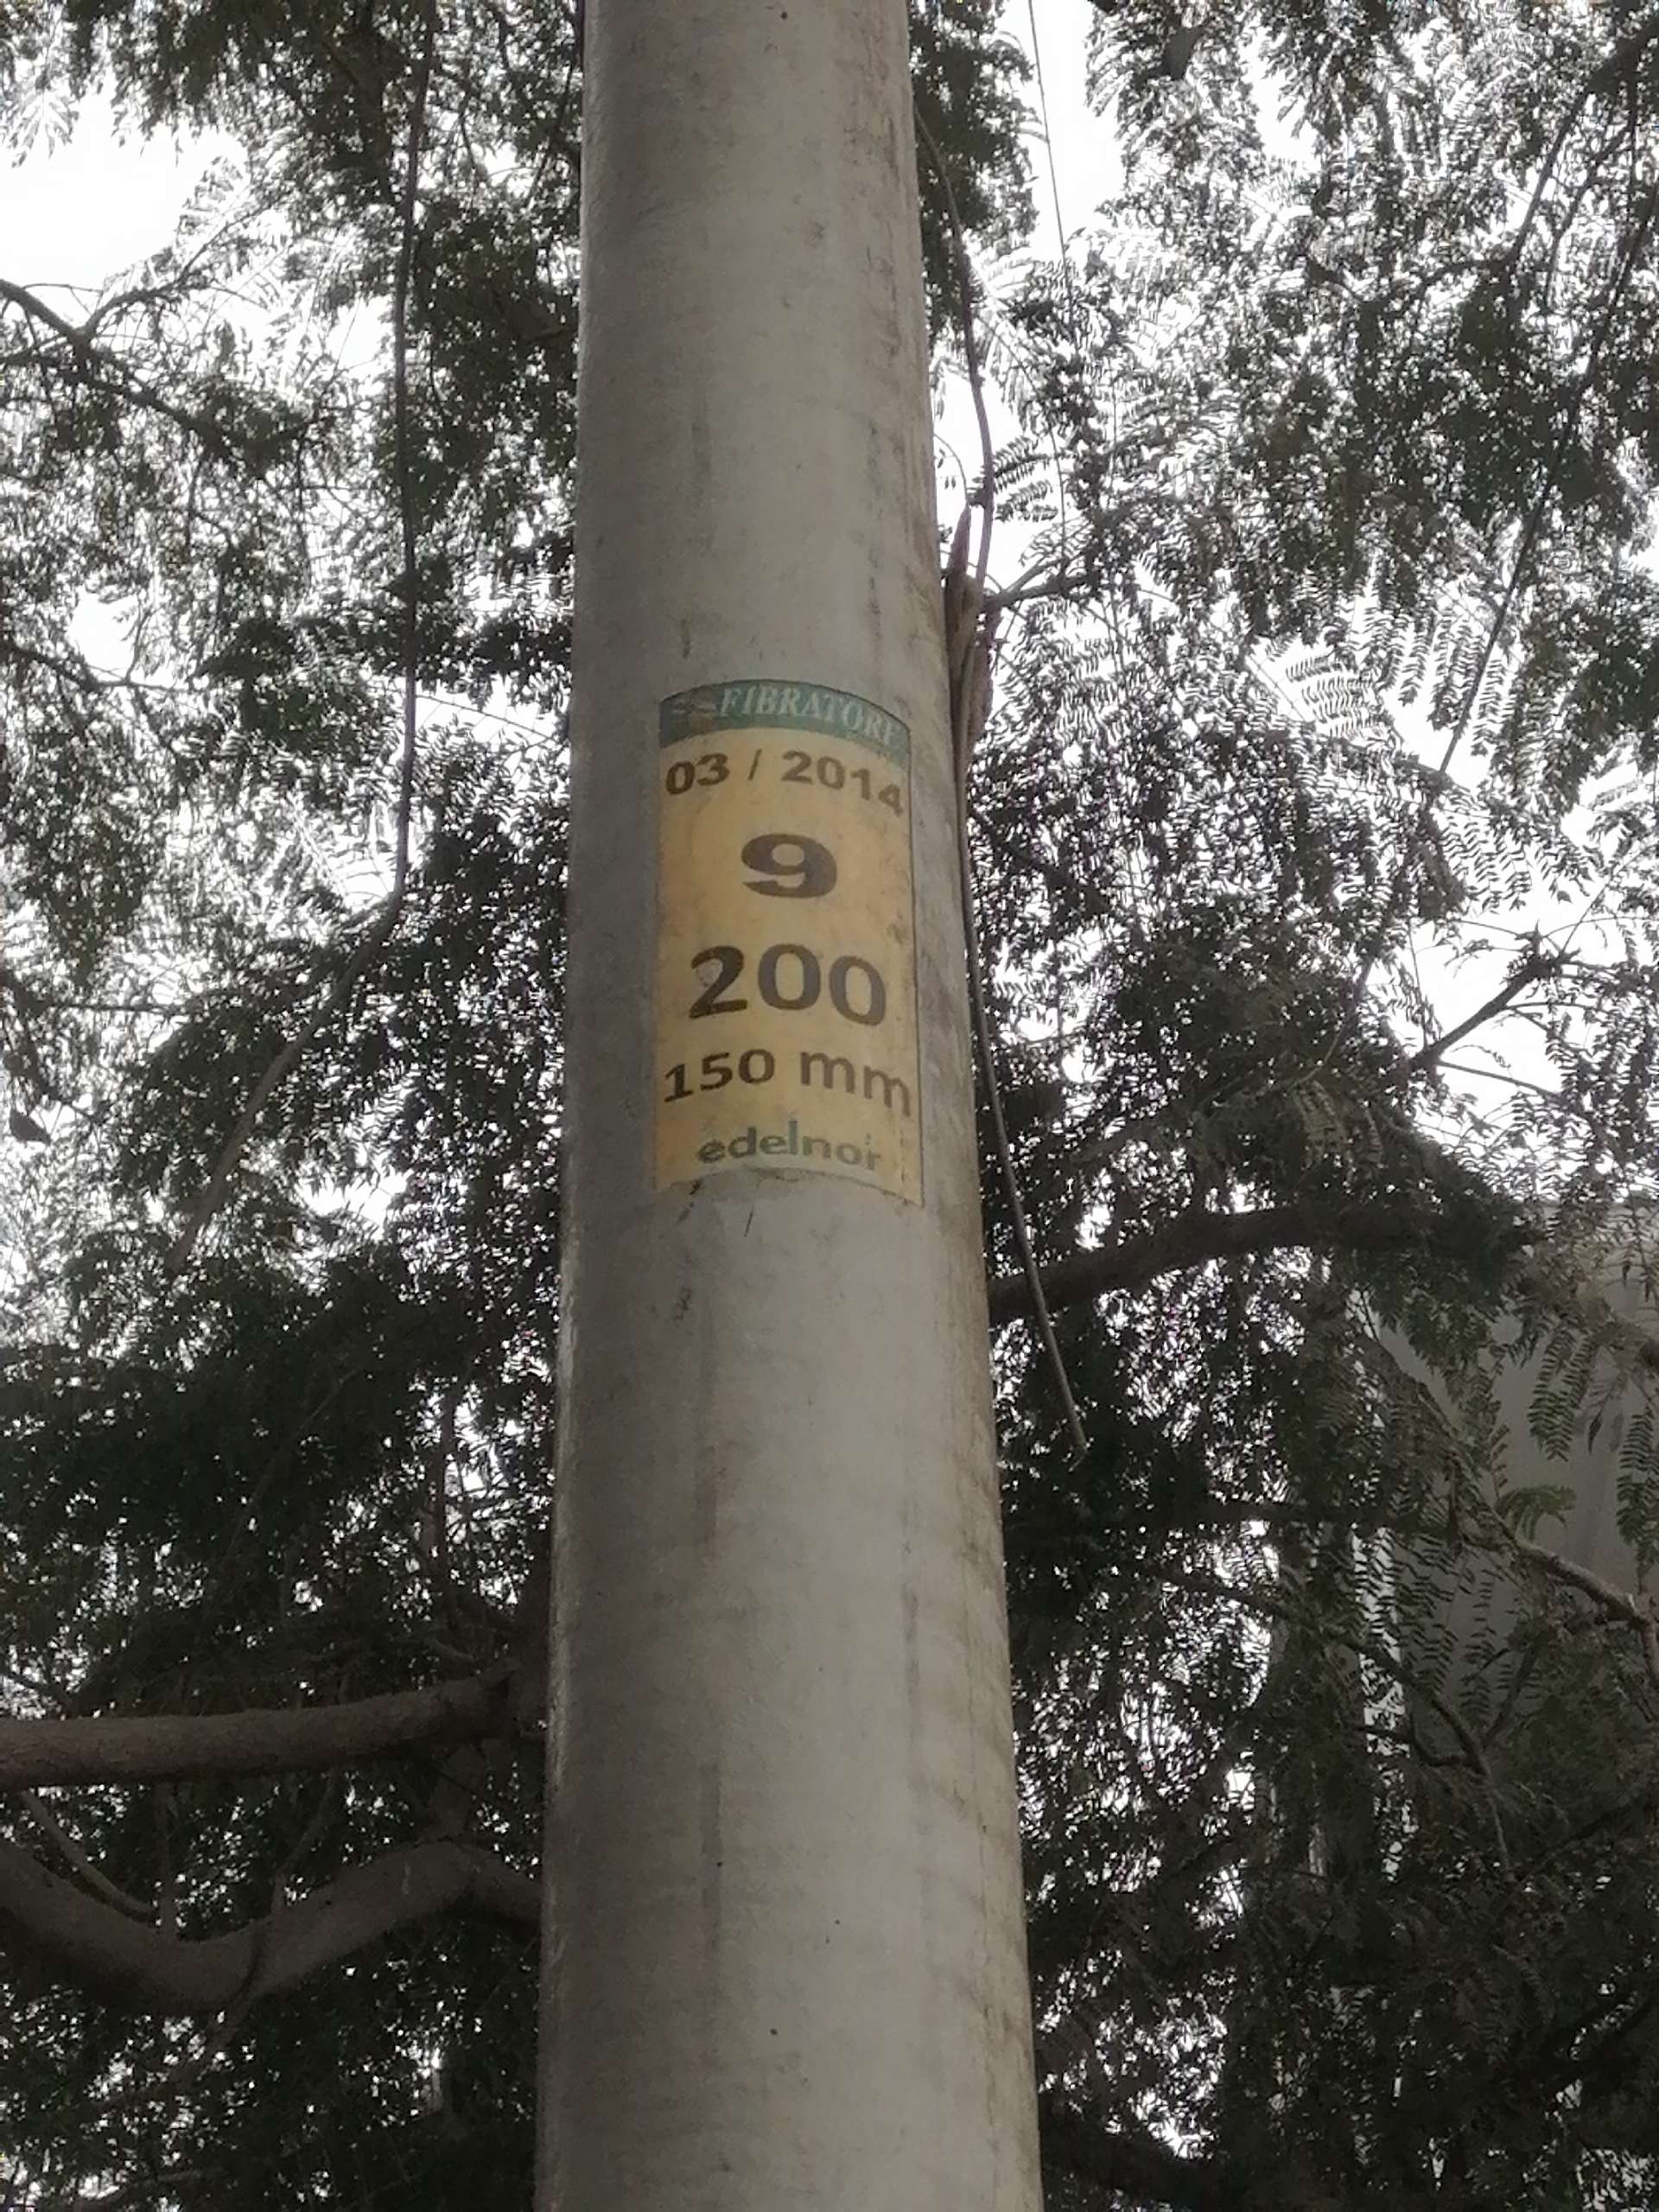 FIBRATORE
03 / 2014
9
200
150 mm
edelnor